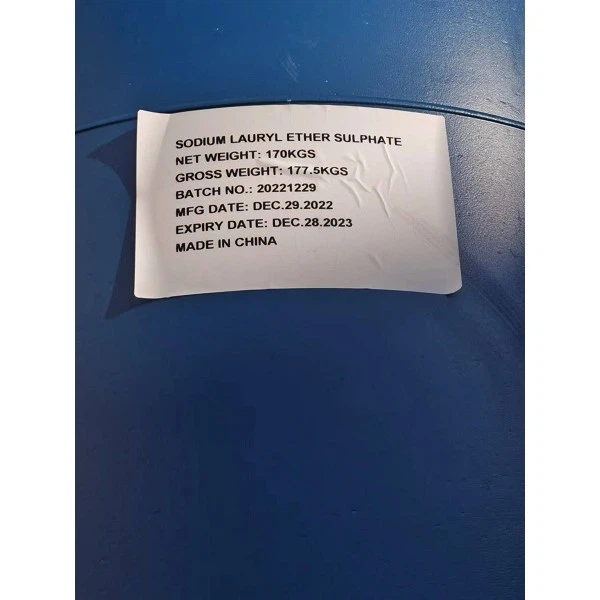 SODIUM LAURYL ETHER SULPHATE
NET WEIGHT: 170KGS
GROSS WEIGHT: 177.5KGS
BATCH NO.: 20221229
MFG DATE: DEC.29.2022
EXPIRY DATE: DEC.28.2023
MADE IN CHINA